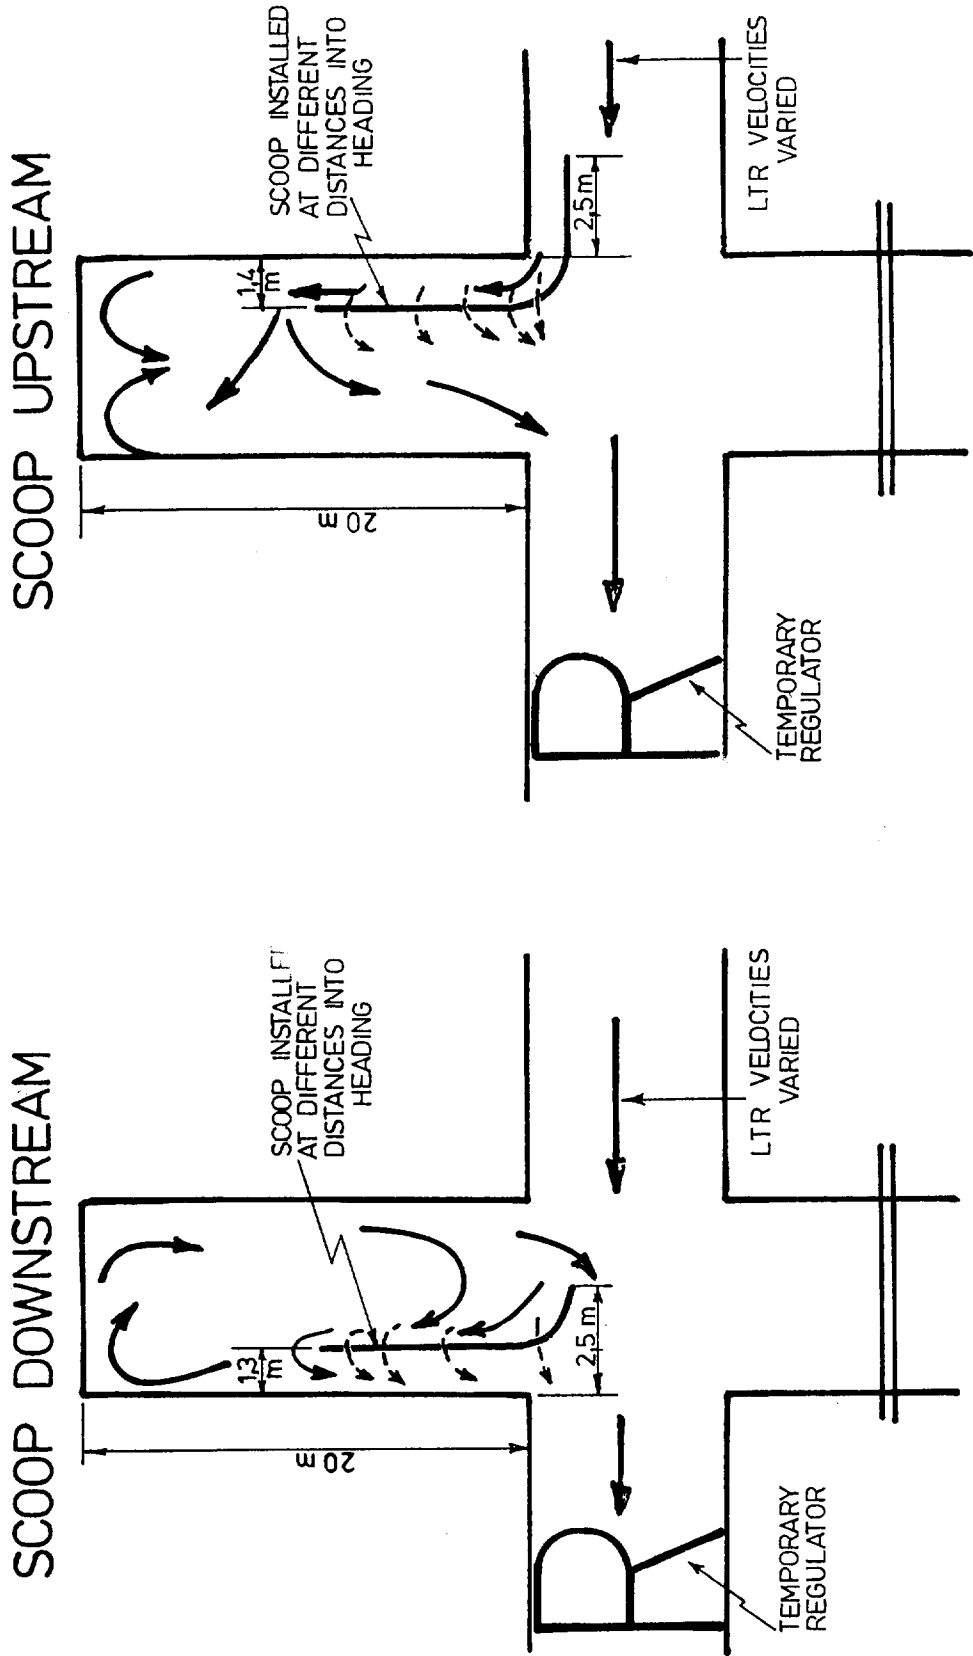 SCOOP DOWNSTREAM
SCOOP
AT DIFFERENT
DISTANCES INTO
HEADING
1,3
m
20 m
2,5 m
LTR VELOCITIES
VARIED
TEMPORARY
REGULATOR
SCOOP UPSTREAM
SCOOP INSTALLED
AT DIFFERENT
DISTANCES INTO
HEADING
1,4
m
20 m
2,5 m
LTR VELOCITIES
VARIED
TEMPORARY
REGULATOR